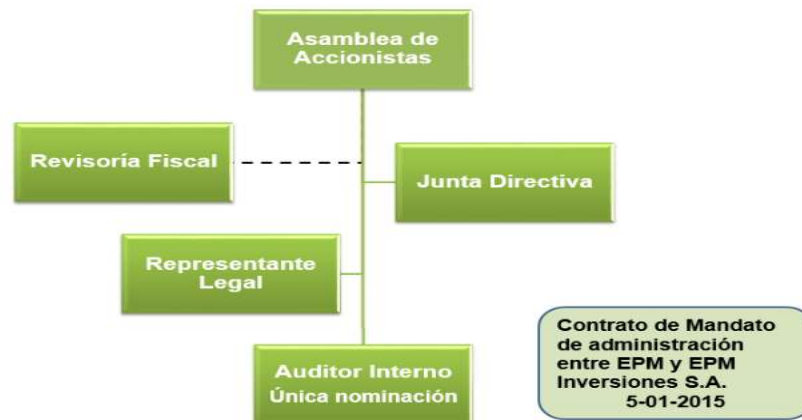 Asamblea de
Accionistas
Revisoría Fiscal
Junta Directiva
Representante
Legal
Auditor Interno
Única nominación
Contrato de Mandato
de administración
entre EPM y EPM
Inversiones S.A.
5-01-2015